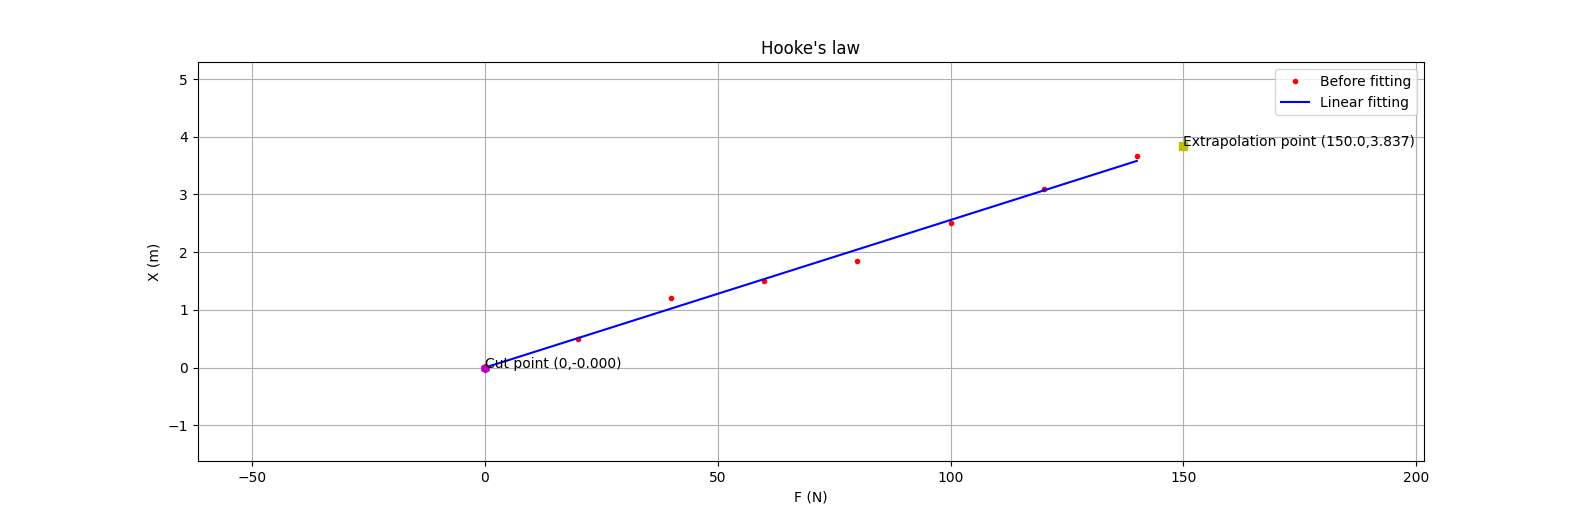 Hooke's law
Before fitting
Linear fitting
Extrapolation point (150.0,3.837)
Cut point (0,-0.000)
5
4
3
2
1
0
−1
X (m)
−50
0
50
100
150
200
F (N)